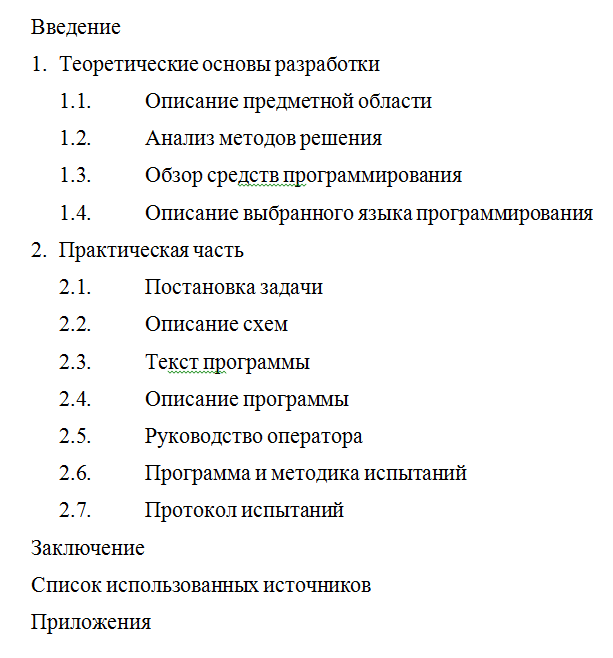 Введение
1. Теоретические основы разработки
1.1. Описание предметной области
1.2. Анализ методов решения
1.3. Обзор средств программирования
1.4. Описание выбранного языка программирования
2. Практическая часть
2.1. Постановка задачи
2.2. Описание схем
2.3. Текст программы
2.4. Описание программы
2.5. Руководство оператора
2.6. Программа и методика испытаний
2.7. Протокол испытаний
Заключение
Список использованных источников
Приложения